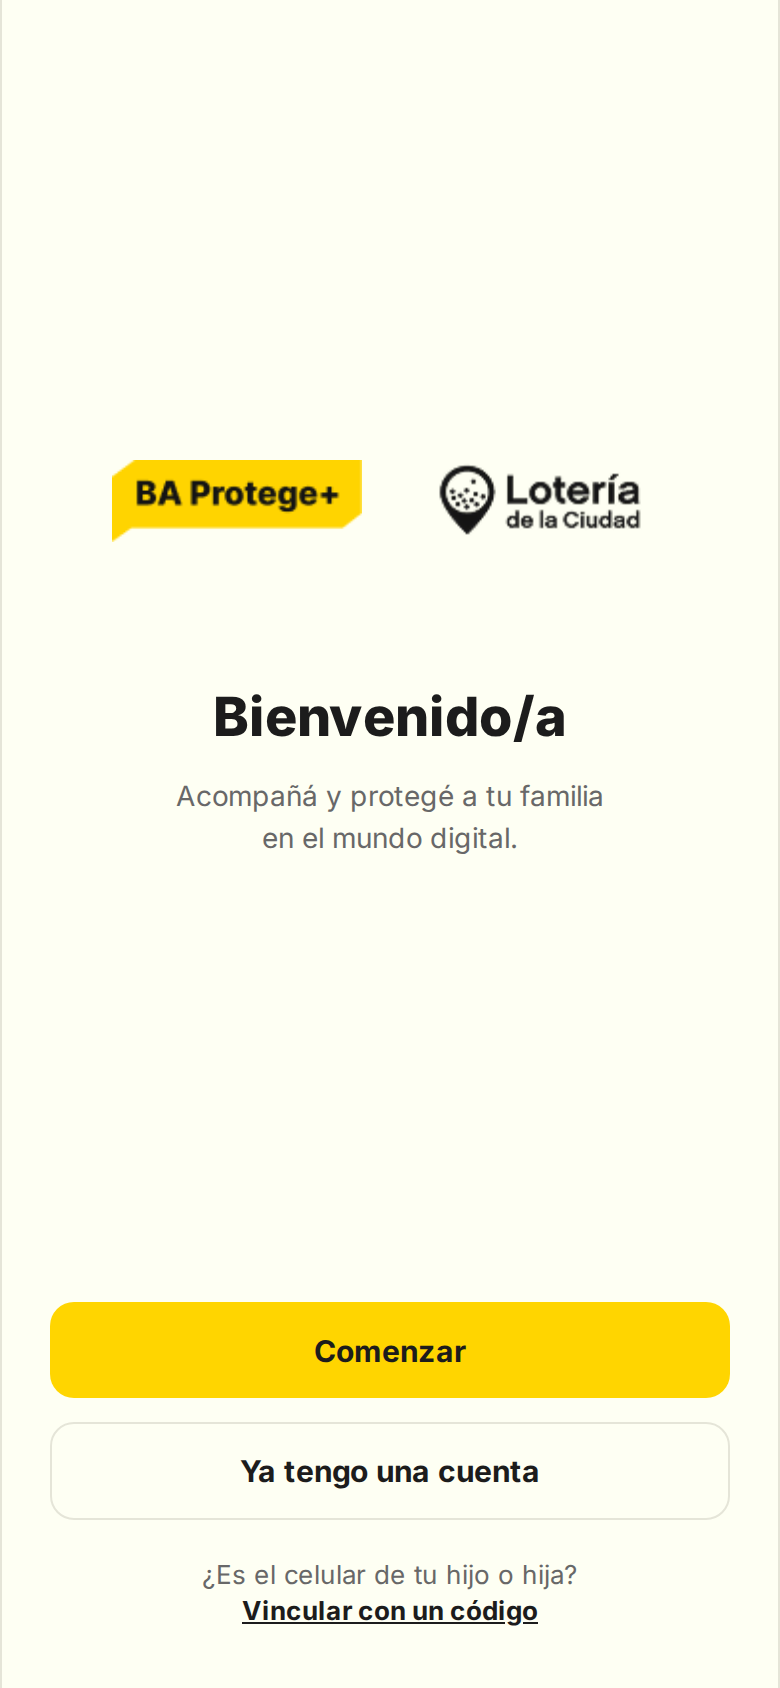 BA Protege+
Lotería
de la Ciudad
Bienvenido/a
Acompañá y protegé a tu familia
en el mundo digital.
Comenzar
Ya tengo una cuenta
¿Es el celular de tu hijo o hija?
Vincular con un código